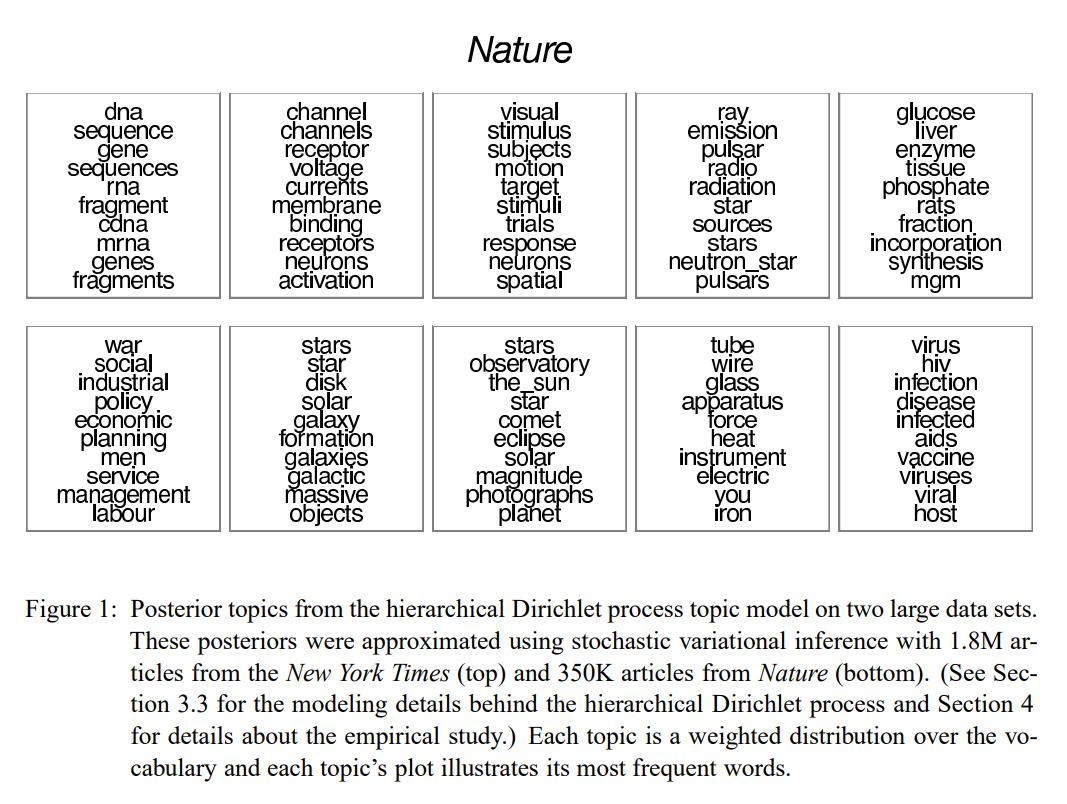 Nature
dna
sequence
gene
sequences
rna
fragment
cdna
mrna
genes
fragments
channel
channels
receptor
voltage
currents
membrane
binding
receptors
neurons
activation
visual
stimulus
subjects
motion
target
stimuli
trials
response
neurons
spatial
ray
emission
pulsar
radio
radiation
star
sources
stars
neutron_star
pulsars
glucose
liver
enzyme
tissue
phosphate
rats
fraction
incorporation
synthesis
mgm
war
social
industrial
policy
economic
planning
men
service
management
labour
stars
star
disk
solar
galaxy
formation
galaxies
galactic
massive
objects
stars
observatory
the_sun
star
comet
eclipse
solar
magnitude
photographs
planet
tube
wire
glass
apparatus
force
heat
instrument
electric
you
iron
virus
hiv
infection
disease
infected
aids
vaccine
viruses
viral
host
Figure 1: Posterior topics from the hierarchical Dirichlet process topic model on two large data sets.
These posteriors were approximated using stochastic variational inference with 1.8M ar-
ticles from the New York Times (top) and 350K articles from Nature (bottom). (See Sec-
tion 3.3 for the modeling details behind the hierarchical Dirichlet process and Section 4
for details about the empirical study.) Each topic is a weighted distribution over the vo-
cabulary and each topic's plot illustrates its most frequent words.